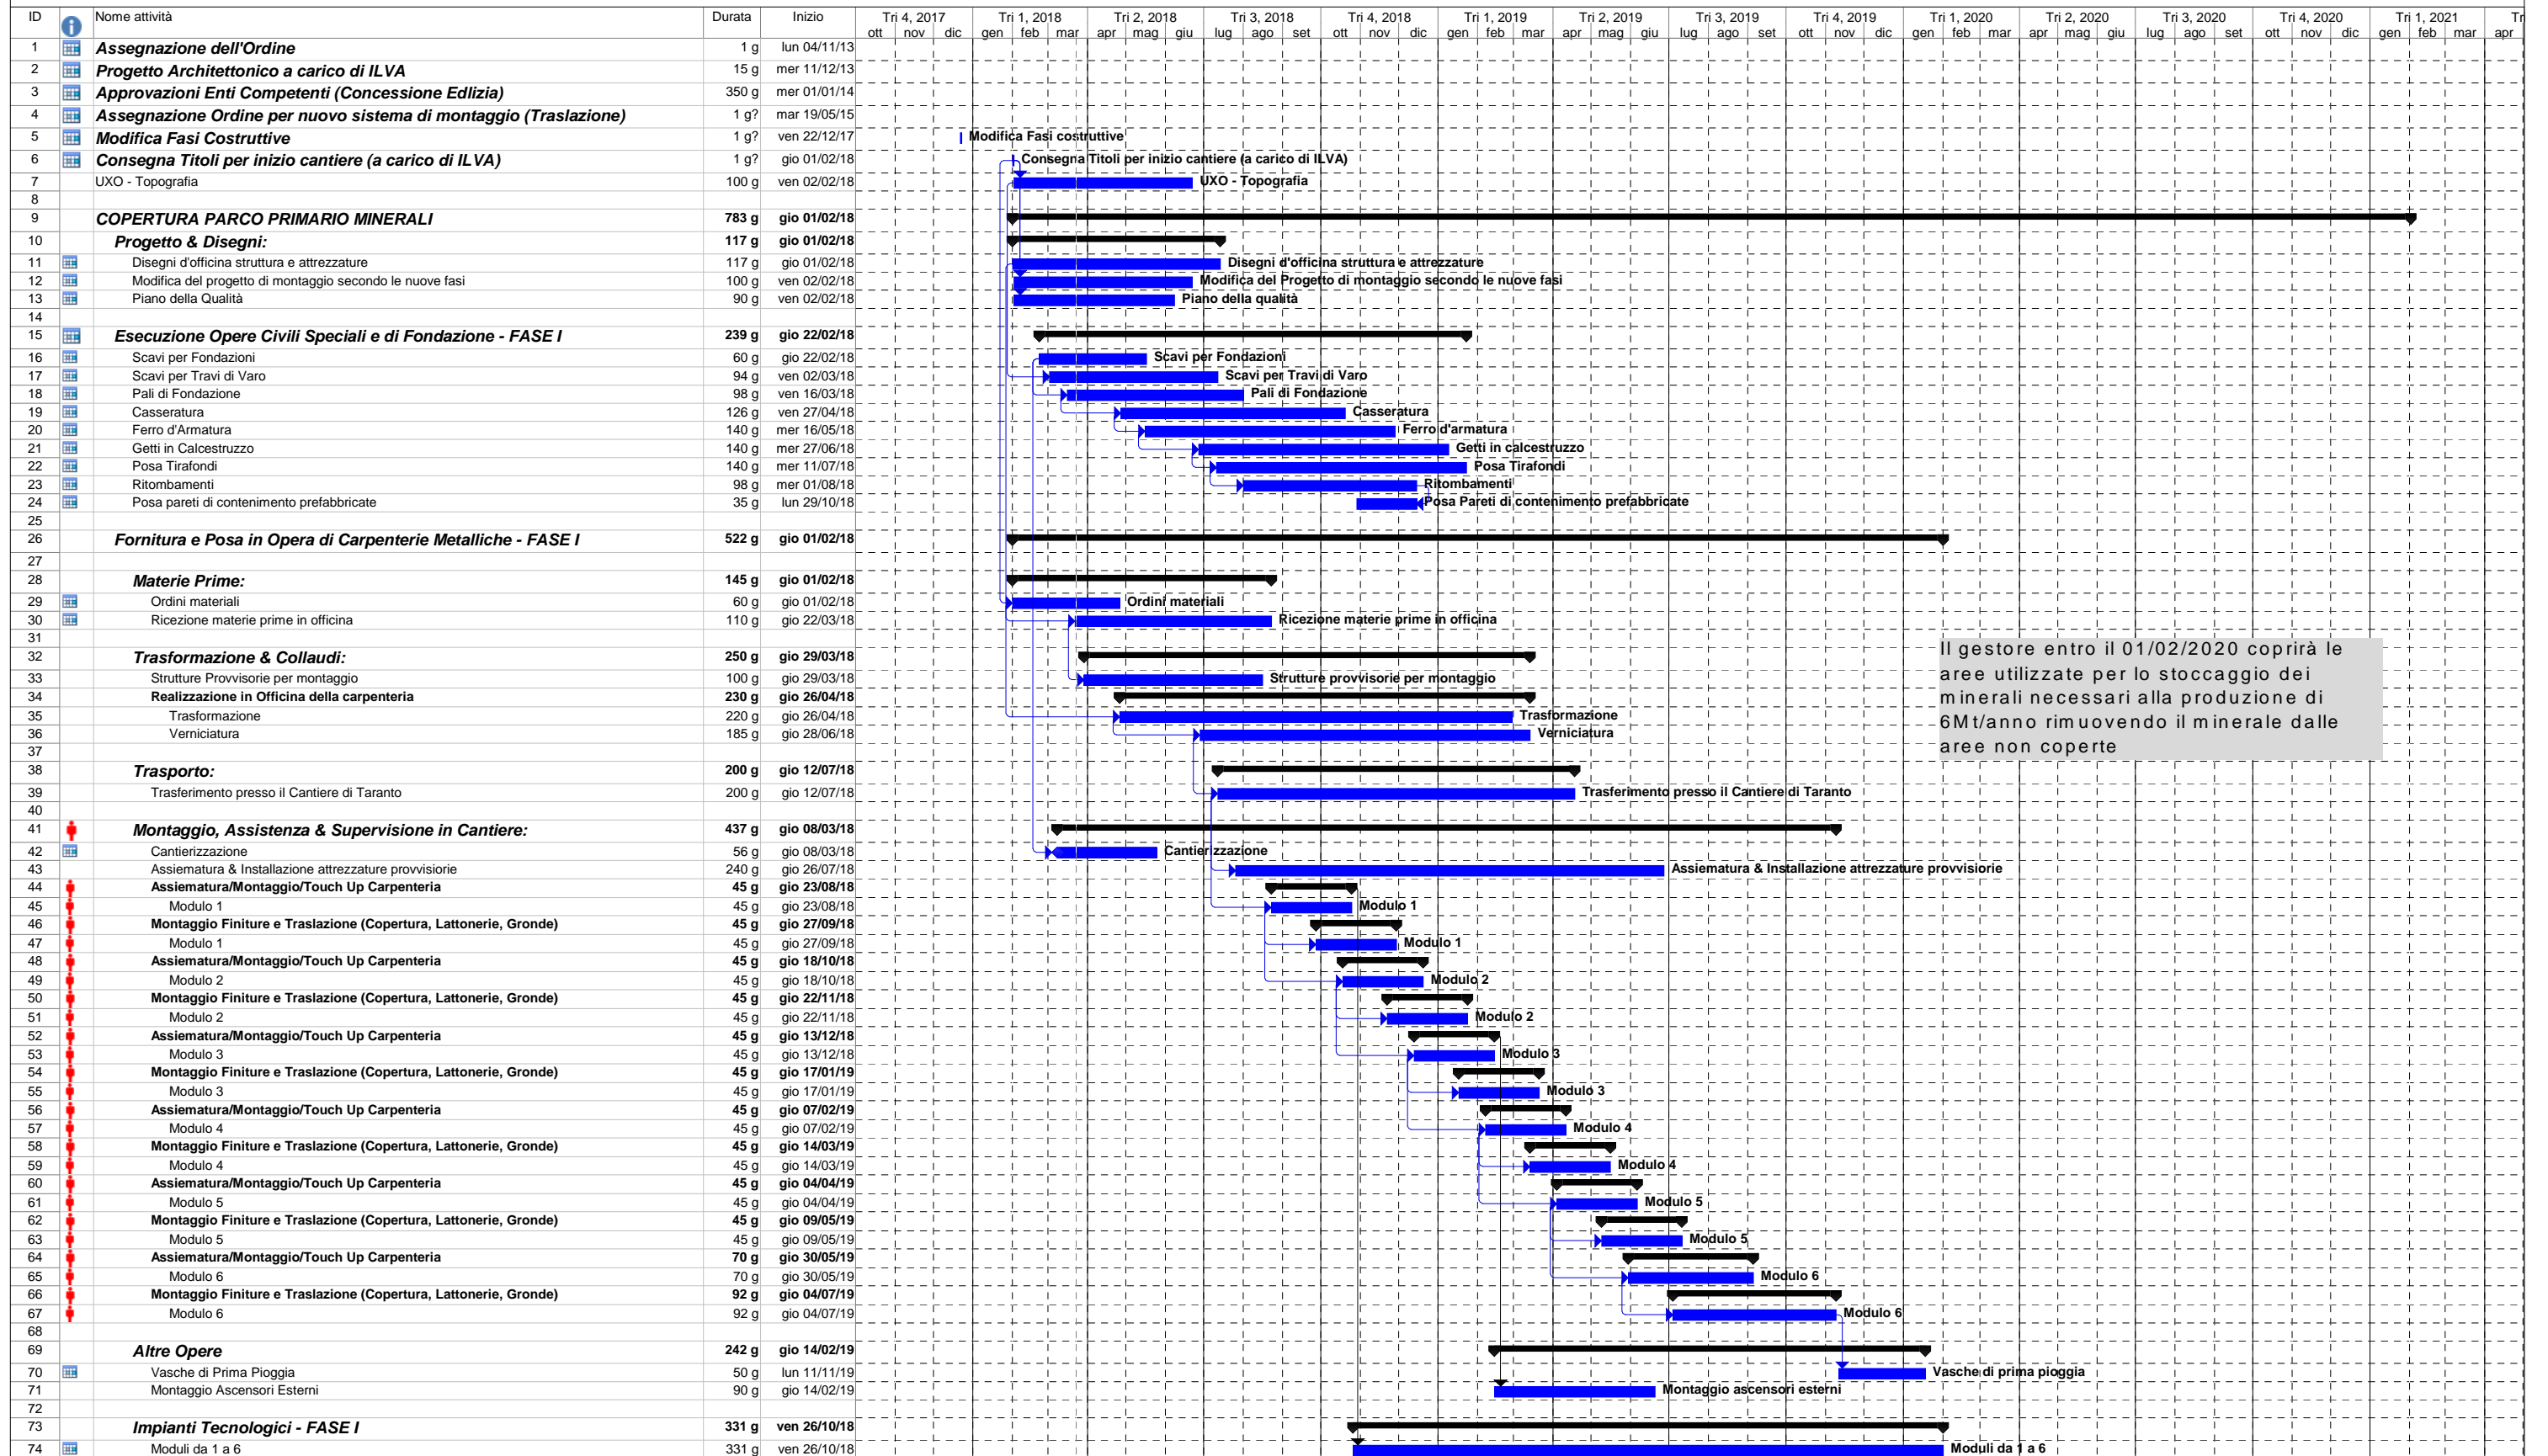 ID Nome attività Durata Inizio Tri 4, 2017 Tri 1, 2018 Tri 2, 2018 Tri 3, 2018 Tri 4, 2018 Tri 1, 2019 Tri 2, 2019 Tri 3, 2019 Tri 4, 2019 Tri 1, 2020 Tri 2, 2020 Tri 3, 2020 Tri 4, 2020 Tri 1, 2021 Tr
ott nov dic gen feb mar apr mag giu lug ago set ott nov dic gen feb mar apr mag giu lug ago set ott nov dic gen feb mar apr mag giu lug ago set ott nov dic gen feb mar apr
1 Assegnazione dell'Ordine 1 g lun 04/11/13
2 Progetto Architettonico a carico di ILVA 15 g mer 11/12/13
3 Approvazioni Enti Competenti (Concessione Edlizia) 350 g mer 01/01/14
4 Assegnazione Ordine per nuovo sistema di montaggio (Traslazione) 1 g? mar 19/05/15
5 Modifica Fasi Costruttive 1 g? ven 22/12/17 Modifica Fasi costruttive
6 Consegna Titoli per inizio cantiere (a carico di ILVA) 1 g? gio 01/02/18 Consegna Titoli per inizio cantiere (a carico di ILVA)
7 UXO - Topografia 100 g ven 02/02/18 UXO - Topografia
8
9 COPERTURA PARCO PRIMARIO MINERALI 783 g gio 01/02/18
10 Progetto & Disegni: 117 g gio 01/02/18
11 Disegni d'officina struttura e attrezzature 117 g gio 01/02/18 Disegni d'officina struttura e attrezzature
12 Modifica del progetto di montaggio secondo le nuove fasi 100 g ven 02/02/18 Modifica del Progetto di montaggio secondo le nuove fasi
13 Piano della Qualità 90 g ven 02/02/18 Piano della qualità
14
15 Esecuzione Opere Civili Speciali e di Fondazione - FASE I 239 g gio 22/02/18
16 Scavi per Fondazioni 60 g gio 22/02/18 Scavi per Fondazioni
17 Scavi per Travi di Varo 94 g ven 02/03/18 Scavi per Travi di Varo
18 Pali di Fondazione 98 g ven 16/03/18 Pali di Fondazione
19 Casseratura 126 g ven 27/04/18 Casseratura
20 Ferro d'Armatura 140 g mer 16/05/18 Ferro d'armatura
21 Getti in Calcestruzzo 140 g mer 27/06/18 Getti in calcestruzzo
22 Posa Tirafondi 140 g mer 11/07/18 Posa Tirafondi
23 Ritombamenti 98 g mer 01/08/18 Ritombamenti
24 Posa pareti di contenimento prefabbricate 35 g lun 29/10/18 Posa Pareti di contenimento prefabbricate
25
26 Fornitura e Posa in Opera di Carpenterie Metalliche - FASE I 522 g gio 01/02/18
27
28 Materie Prime: 145 g gio 01/02/18
29 Ordini materiali 60 g gio 01/02/18 Ordini materiali
30 Ricezione materie prime in officina 110 g gio 22/03/18 Ricezione materie prime in officina
31
32 Trasformazione & Collaudi: 250 g gio 29/03/18
33 Strutture Provvisorie per montaggio 100 g gio 29/03/18 Strutture provvisorie per montaggio
34 Realizzazione in Officina della carpenteria 230 g gio 26/04/18
35 Trasformazione 220 g gio 26/04/18 Trasformazione
36 Verniciatura 185 g gio 28/06/18 Verniciatura
37
Il gestore entro il 01/02/2020 coprirà le
aree utilizzate per lo stoccaggio dei
minerali necessari alla produzione di
6Mt/anno rimuovendo il minerale dalle
aree non coperte
38 Trasporto: 200 g gio 12/07/18
39 Trasferimento presso il Cantiere di Taranto 200 g gio 12/07/18 Trasferimento presso il Cantiere di Taranto
40
41 Montaggio, Assistenza & Supervisione in Cantiere: 437 g gio 08/03/18
42 Cantierizzazione 56 g gio 08/03/18 Cantierizzazione
43 Assiematura & Installazione attrezzature provvisiorie 240 g gio 26/07/18 Assiematura & Installazione attrezzature provvisiorie
44 Assiematura/Montaggio/Touch Up Carpenteria 45 g gio 23/08/18
45 Modulo 1 45 g gio 23/08/18 Modulo 1
46 Montaggio Finiture e Traslazione (Copertura, Lattonerie, Gronde) 45 g gio 27/09/18
47 Modulo 1 45 g gio 27/09/18 Modulo 1
48 Assiematura/Montaggio/Touch Up Carpenteria 45 g gio 18/10/18
49 Modulo 2 45 g gio 18/10/18 Modulo 2
50 Montaggio Finiture e Traslazione (Copertura, Lattonerie, Gronde) 45 g gio 22/11/18
51 Modulo 2 45 g gio 22/11/18 Modulo 2
52 Assiematura/Montaggio/Touch Up Carpenteria 45 g gio 13/12/18
53 Modulo 3 45 g gio 13/12/18 Modulo 3
54 Montaggio Finiture e Traslazione (Copertura, Lattonerie, Gronde) 45 g gio 17/01/19
55 Modulo 3 45 g gio 17/01/19 Modulo 3
56 Assiematura/Montaggio/Touch Up Carpenteria 45 g gio 07/02/19
57 Modulo 4 45 g gio 07/02/19 Modulo 4
58 Montaggio Finiture e Traslazione (Copertura, Lattonerie, Gronde) 45 g gio 14/03/19
59 Modulo 4 45 g gio 14/03/19 Modulo 4
60 Assiematura/Montaggio/Touch Up Carpenteria 45 g gio 04/04/19
61 Modulo 5 45 g gio 04/04/19 Modulo 5
62 Montaggio Finiture e Traslazione (Copertura, Lattonerie, Gronde) 45 g gio 09/05/19
63 Modulo 5 45 g gio 09/05/19 Modulo 5
64 Assiematura/Montaggio/Touch Up Carpenteria 70 g gio 30/05/19
65 Modulo 6 70 g gio 30/05/19 Modulo 6
66 Montaggio Finiture e Traslazione (Copertura, Lattonerie, Gronde) 92 g gio 04/07/19
67 Modulo 6 92 g gio 04/07/19 Modulo 6
68
69 Altre Opere 242 g gio 14/02/19
70 Vasche di Prima Pioggia 50 g lun 11/11/19 Vasche di prima pioggia
71 Montaggio Ascensori Esterni 90 g gio 14/02/19 Montaggio ascensori esterni
72
73 Impianti Tecnologici - FASE I 331 g ven 26/10/18
74 Moduli da 1 a 6 331 g ven 26/10/18 Moduli da 1 a 6